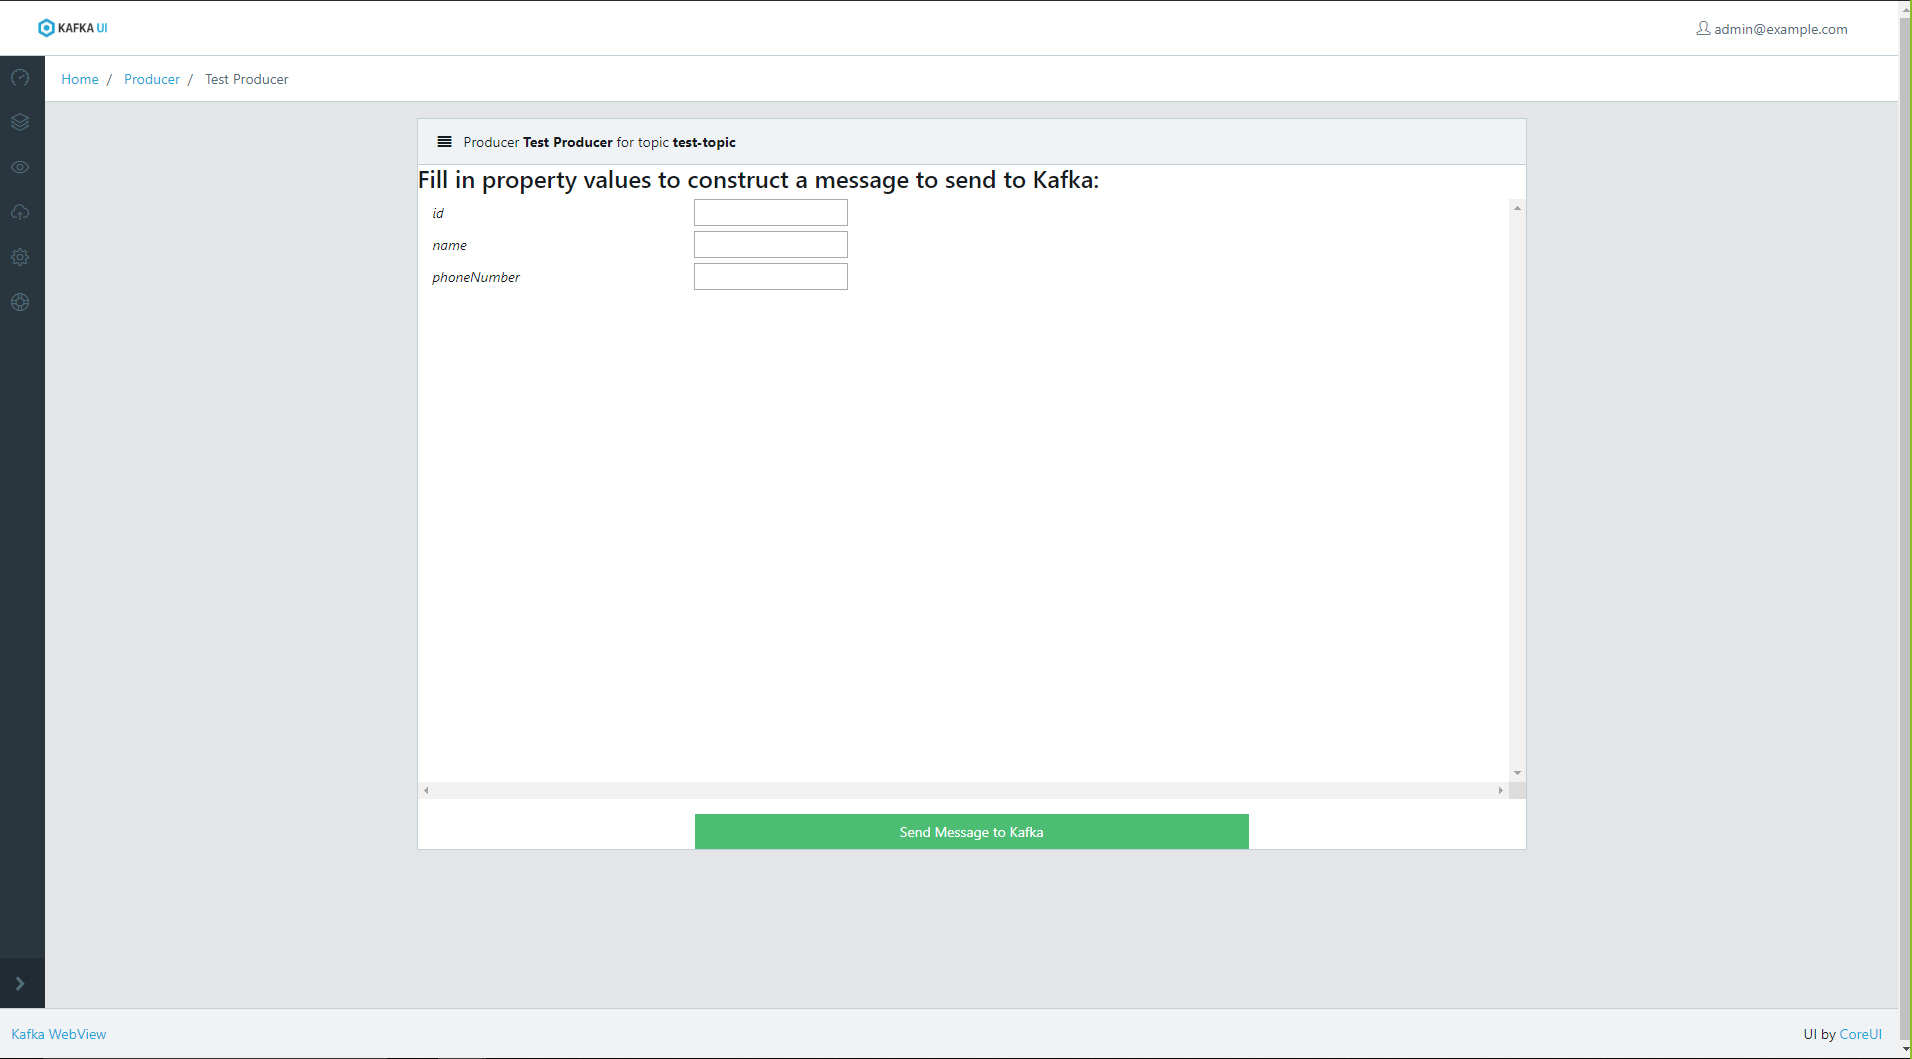 KAFKA UI
admin@example.com
Home / Producer / Test Producer
Producer Test Producer for topic test-topic
Fill in property values to construct a message to send to Kafka:
id
name
phoneNumber
Send Message to Kafka
Kafka WebView
UI by CoreUI